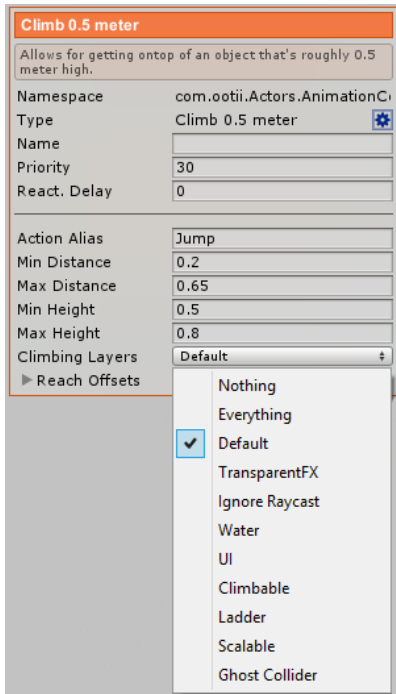 Climb 0.5 meter
Allows for getting ontop of an object that's roughly 0.5
meter high.
Namespace com.ootii.Actors.AnimationC
Type Climb 0.5 meter
Name
Priority 30
React. Delay 0
Action Alias Jump
Min Distance 0.2
Max Distance 0.65
Min Height 0.5
Max Height 0.8
Climbing Layers Default
Reach Offsets
Nothing
Everything
Default
TransparentFX
Ignore Raycast
Water
UI
Climbable
Ladder
Scalable
Ghost Collider